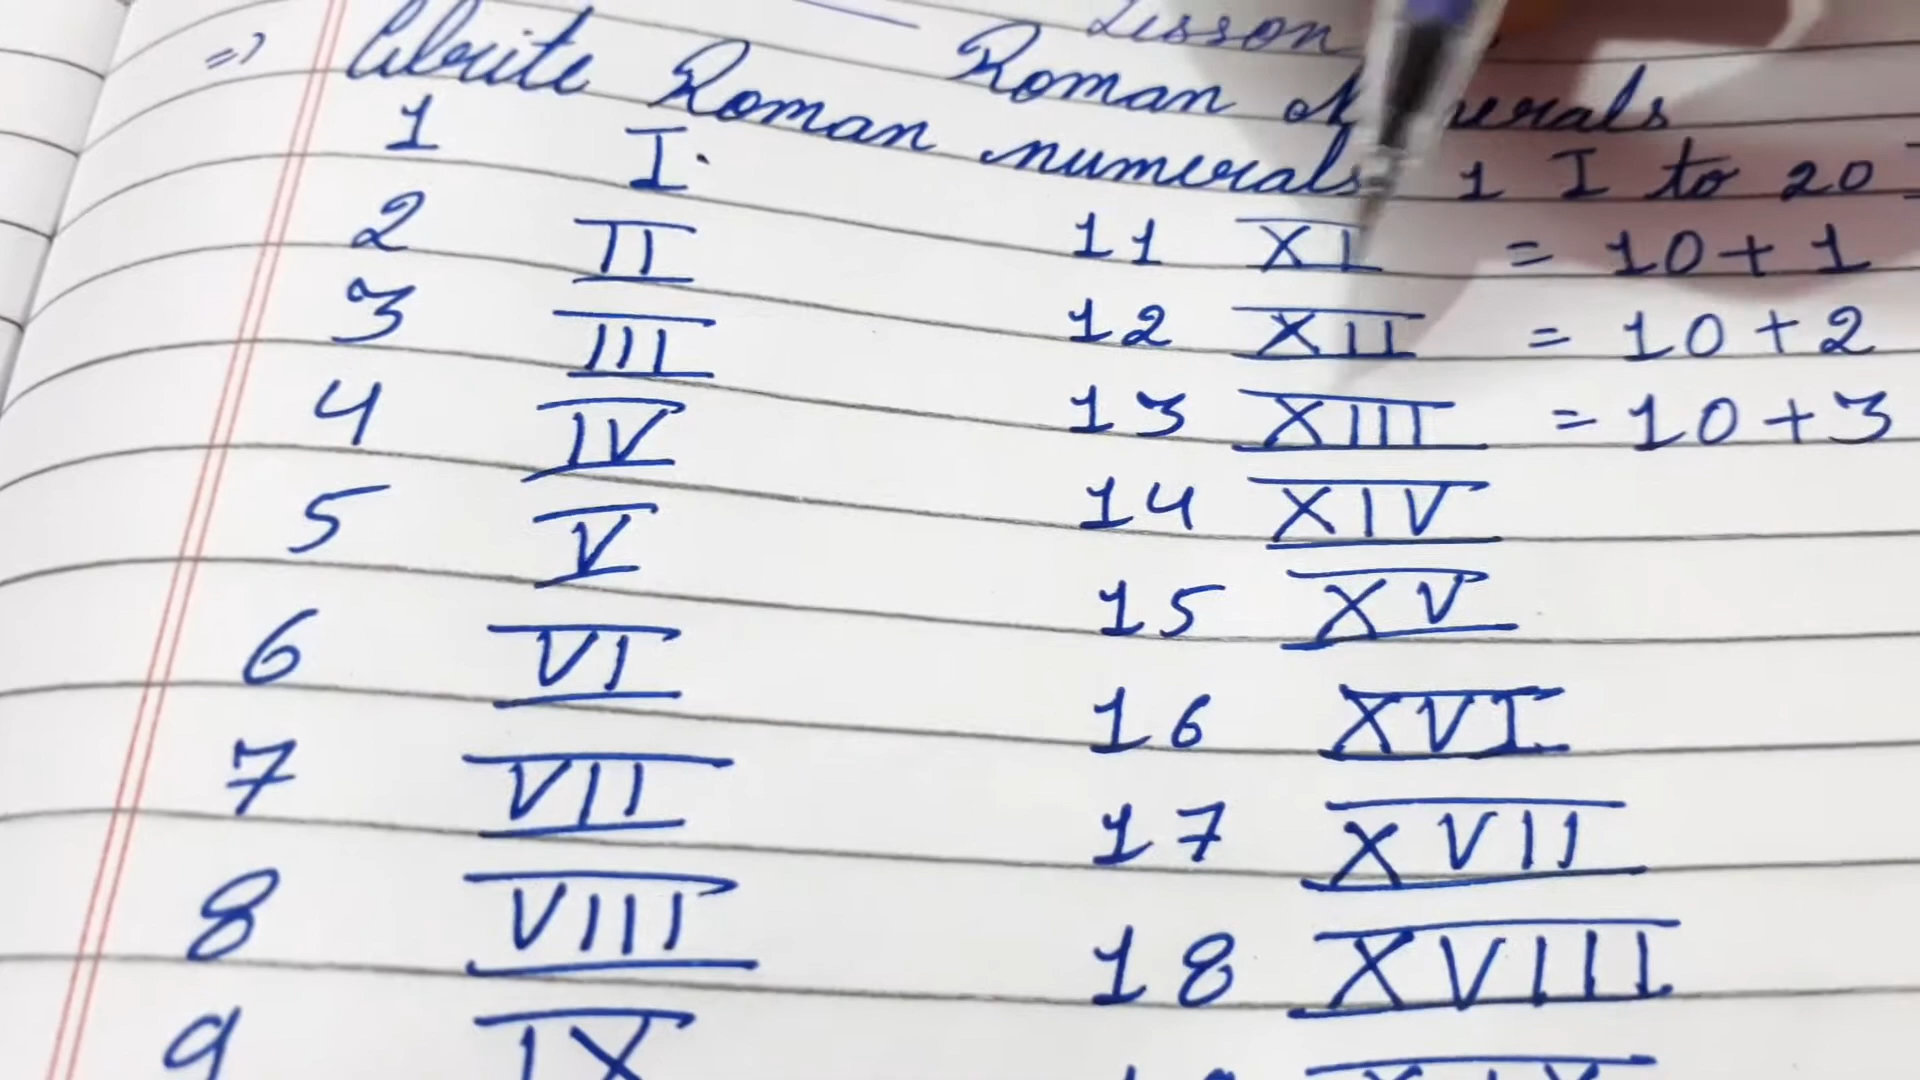 Lesson
Roman Numerals
=> Write Roman numerals 1 I to 20
1 I
2 II
3 III
4 IV
5 V
6 VI
7 VII
8 VIII
9 IX
11 XI = 10+1
12 XII = 10+2
13 XIII = 10+3
14 XIV
15 XV
16 XVI
17 XVII
18 XVIII